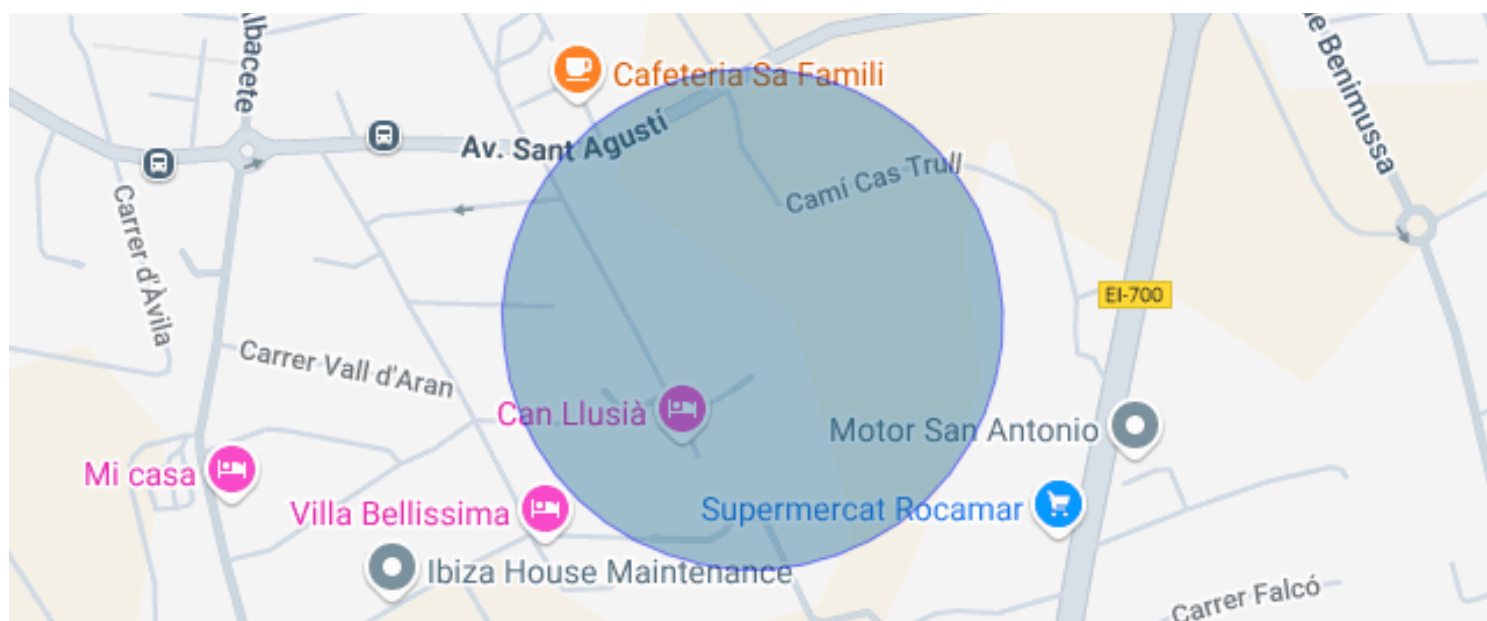 Albacete
Cafeteria Sa Famili
de Benimussa
Av. Sant Agustí
Camí Cas Trull
Carrer d'Àvila
EI-700
Carrer Vall d'Aran
Can Llusià
Motor San Antonio
Mi casa
Villa Bellissima
Supermercat Rocamar
Ibiza House Maintenance
Carrer Falcó